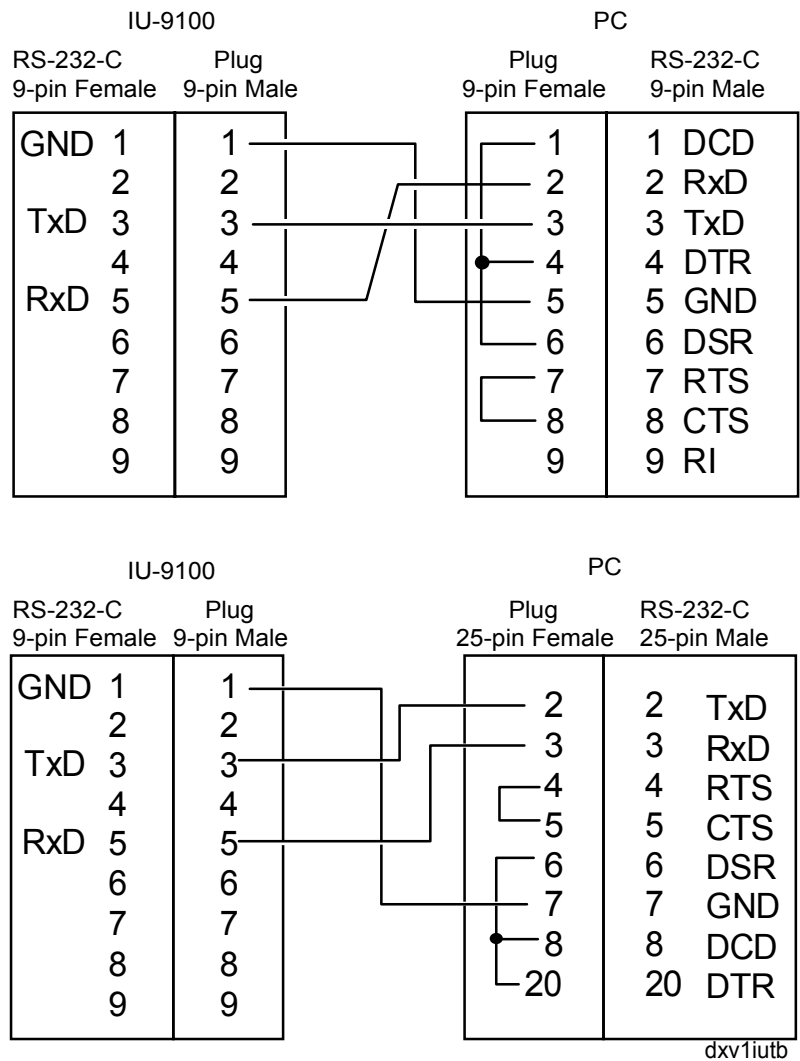 IU-9100 PC
RS-232-C Plug Plug RS-232-C
9-pin Female 9-pin Male 9-pin Female 9-pin Male
GND 1 1 1 1 DCD
2 2 2 2 RxD
TxD 3 3 3 3 TxD
4 4 4 4 DTR
RxD 5 5 5 5 GND
6 6 6 6 DSR
7 7 7 7 RTS
8 8 8 8 CTS
9 9 9 9 RI
IU-9100 PC
RS-232-C Plug Plug RS-232-C
9-pin Female 9-pin Male 25-pin Female 25-pin Male
GND 1 1 2 2 TxD
2 2 3 3 RxD
TxD 3 3 4 4 RTS
4 4 5 5 CTS
RxD 5 5 6 6 DSR
6 6 7 7 GND
7 7 8 8 DCD
8 8 20 20 DTR
9 9
dxv1iutb